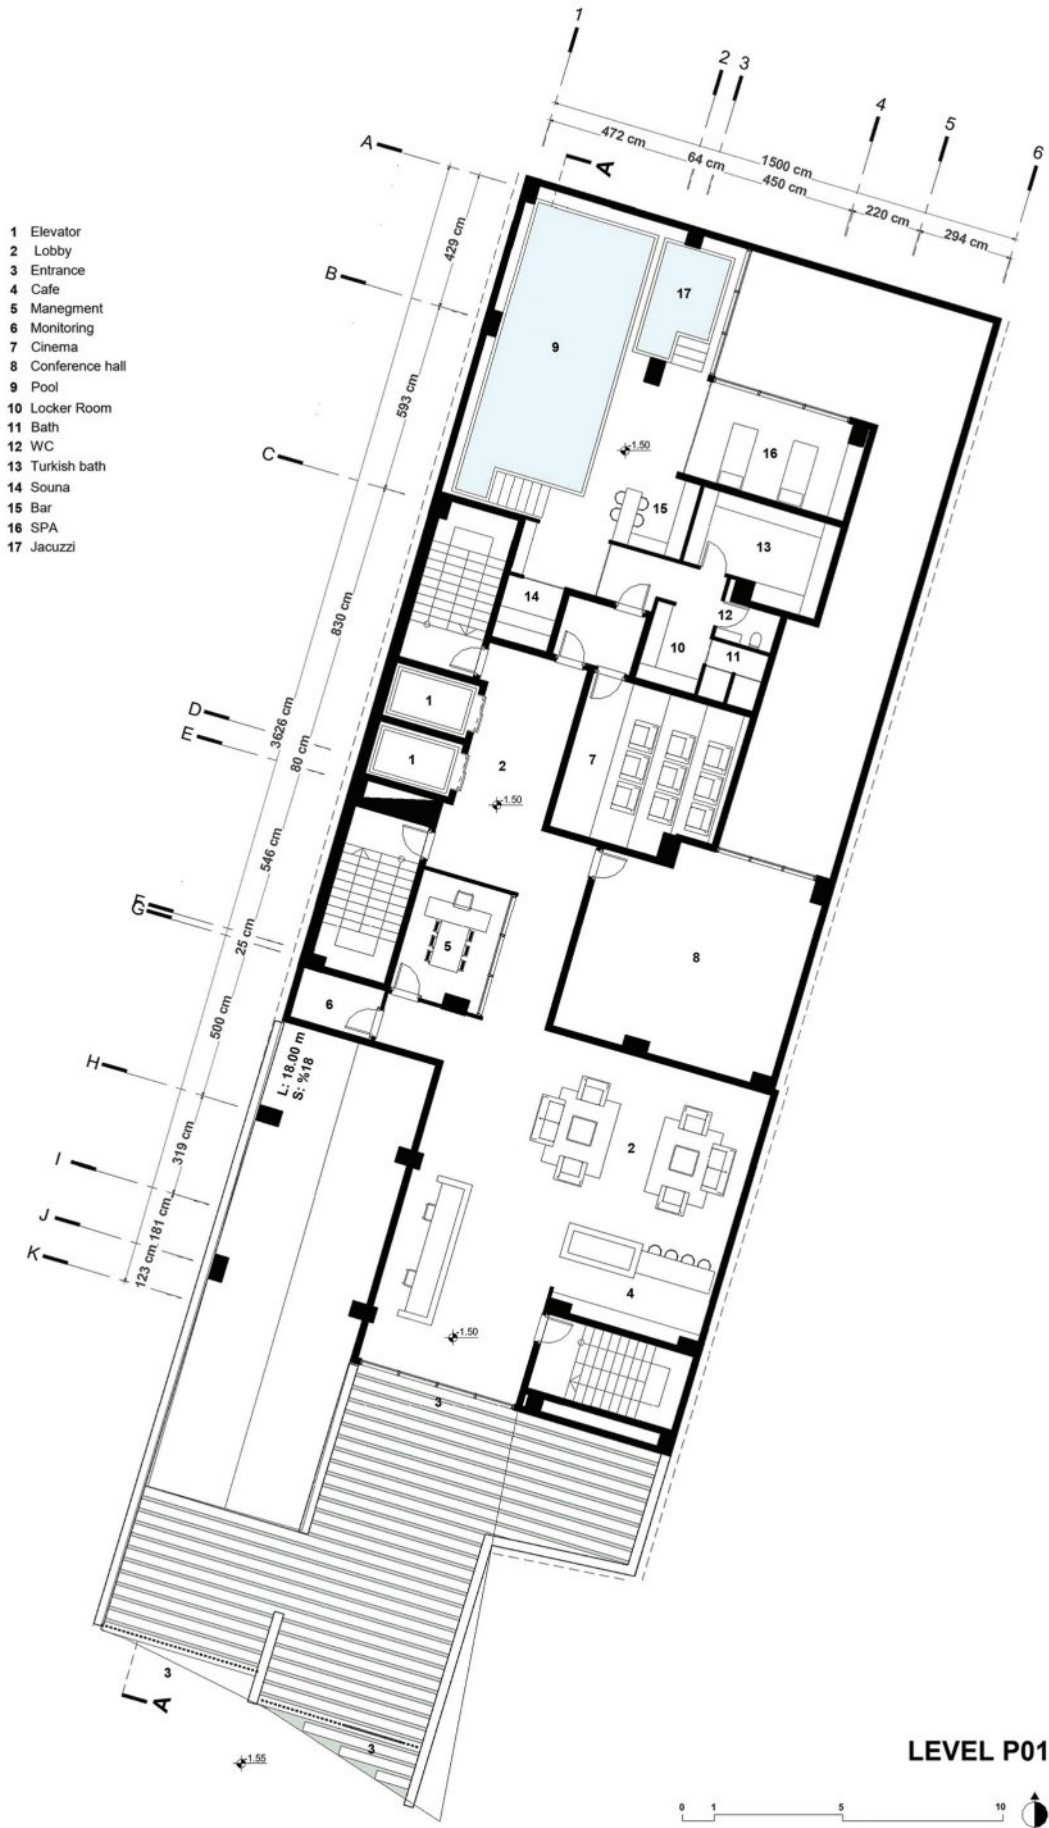 1
2 3
4
5
6
472 cm
64 cm
1500 cm
450 cm
220 cm
294 cm
A
A
B
C
D
E
F
G
H
I
J
K
429 cm
593 cm
830 cm
3626 cm
80 cm
546 cm
25 cm
500 cm
319 cm
181 cm
123 cm
1 Elevator
2 Lobby
3 Entrance
4 Cafe
5 Manegment
6 Monitoring
7 Cinema
8 Conference hall
9 Pool
10 Locker Room
11 Bath
12 WC
13 Turkish bath
14 Souna
15 Bar
16 SPA
17 Jacuzzi
17
9
-1.50
16
15
13
14
12
10
11
1
1
2
7
-1.50
5
8
6
L: 18.00 m
S: %18
2
4
-1.50
3
3
A
3
-1.55
LEVEL P01
0 1 5 10